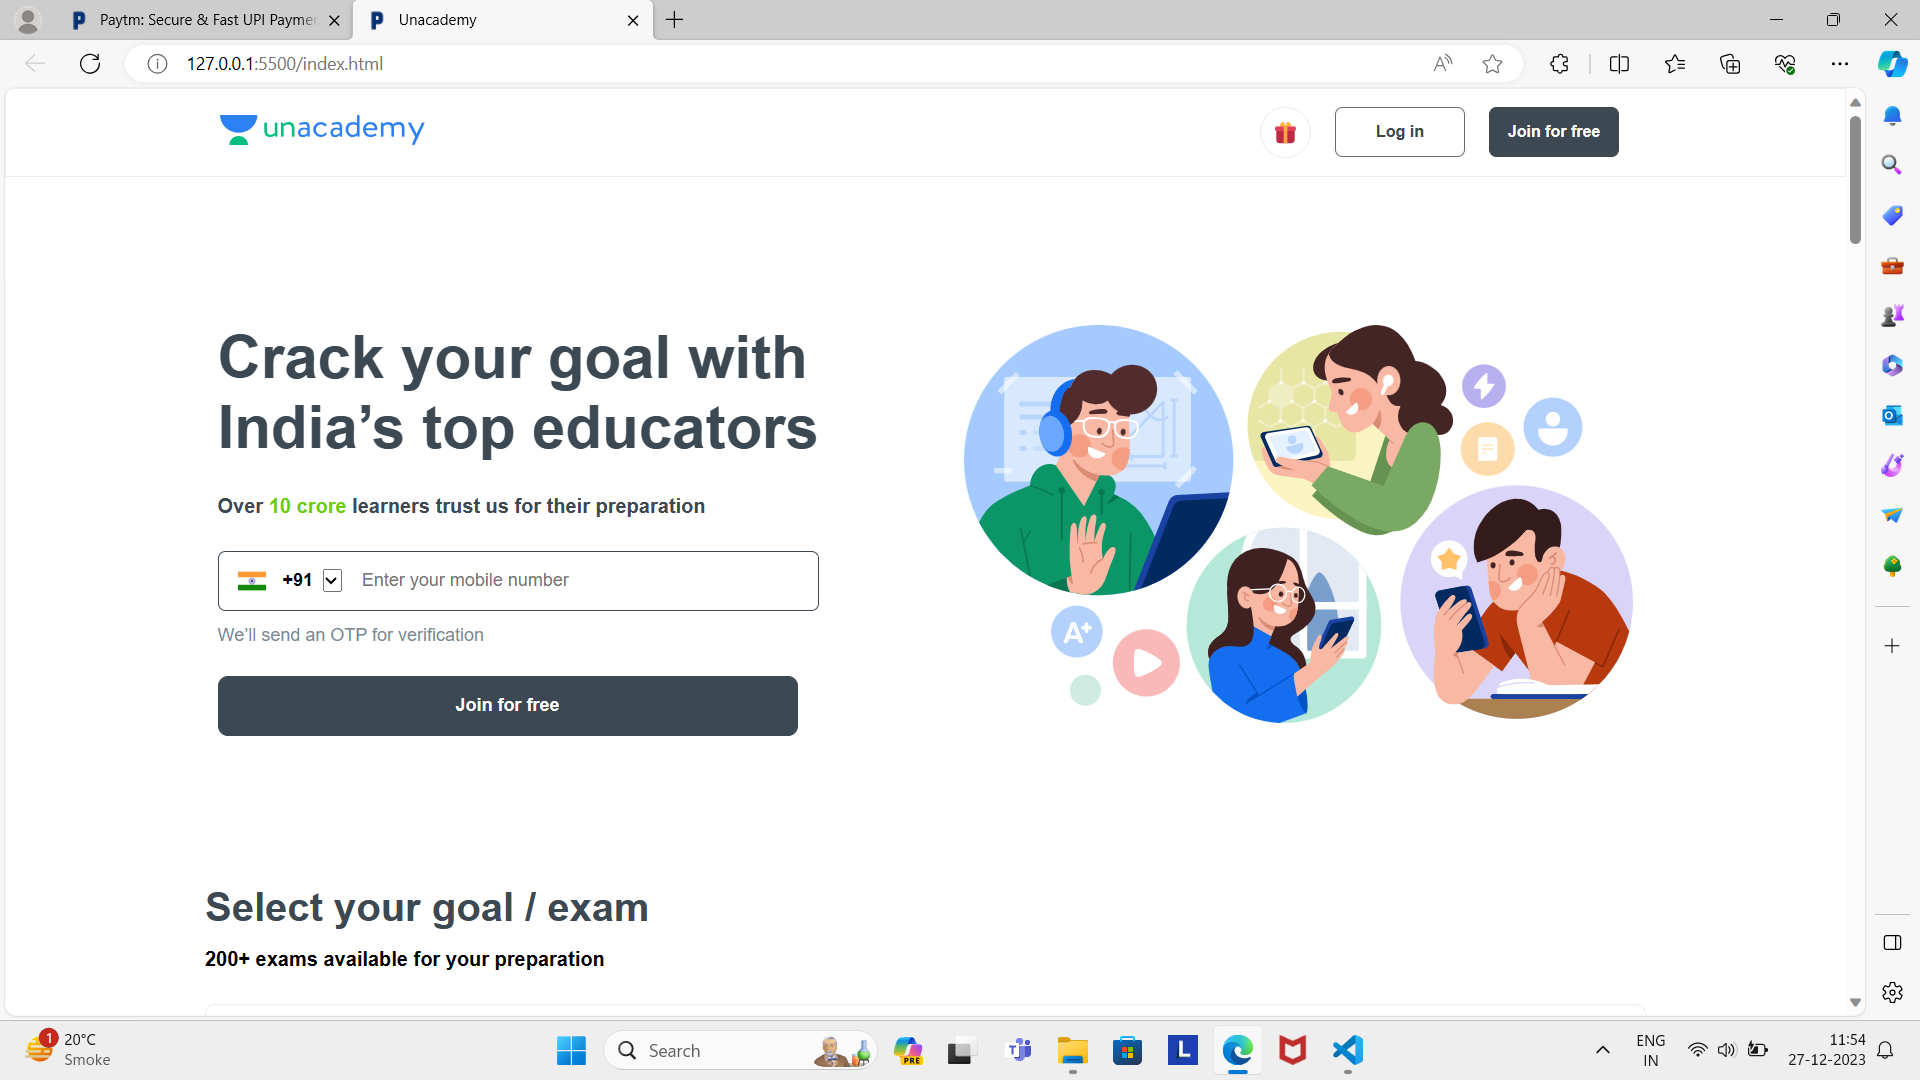 Paytm: Secure & Fast UPI Paymen
Unacademy
127.0.0.1:5500/index.html
unacademy
Log in
Join for free
Crack your goal with
India’s top educators
Over 10 crore learners trust us for their preparation
+91
Enter your mobile number
We’ll send an OTP for verification
Join for free
A+
Select your goal / exam
200+ exams available for your preparation
1
20°C
Smoke
Search
PRE
L
ENG
IN
11:54
27-12-2023